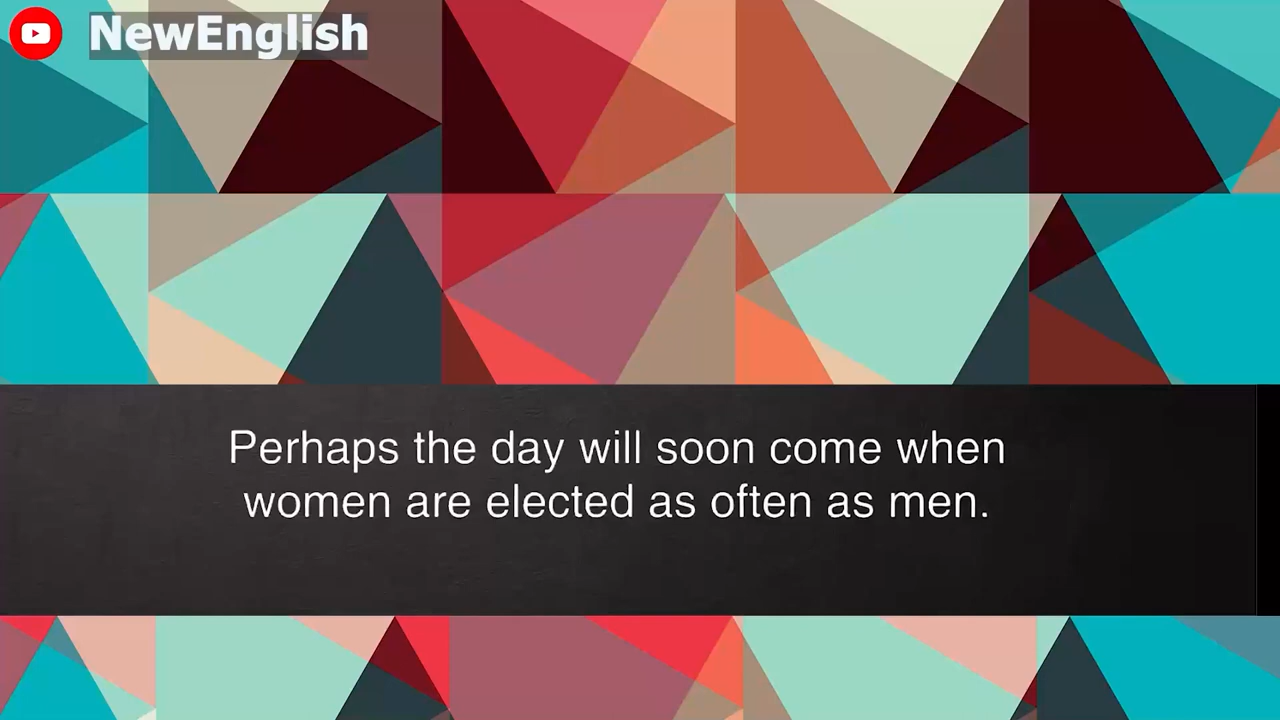 NewEnglish
Perhaps the day will soon come when
women are elected as often as men.